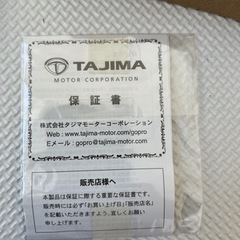 TAJIMA
MOTOR CORPORATION
保証書
株式会社タジマモーターコーポレーション
Web : www.tajima-motor.com/gopro
Eメール : gopro@tajima-motor.com
販売店様へ
本製品は保証に際する重要な保証書です。
販売時には必ず「お買い上げ日」「販売店名」
を記載いただきますよう、宜しくお願い
申し上げます。